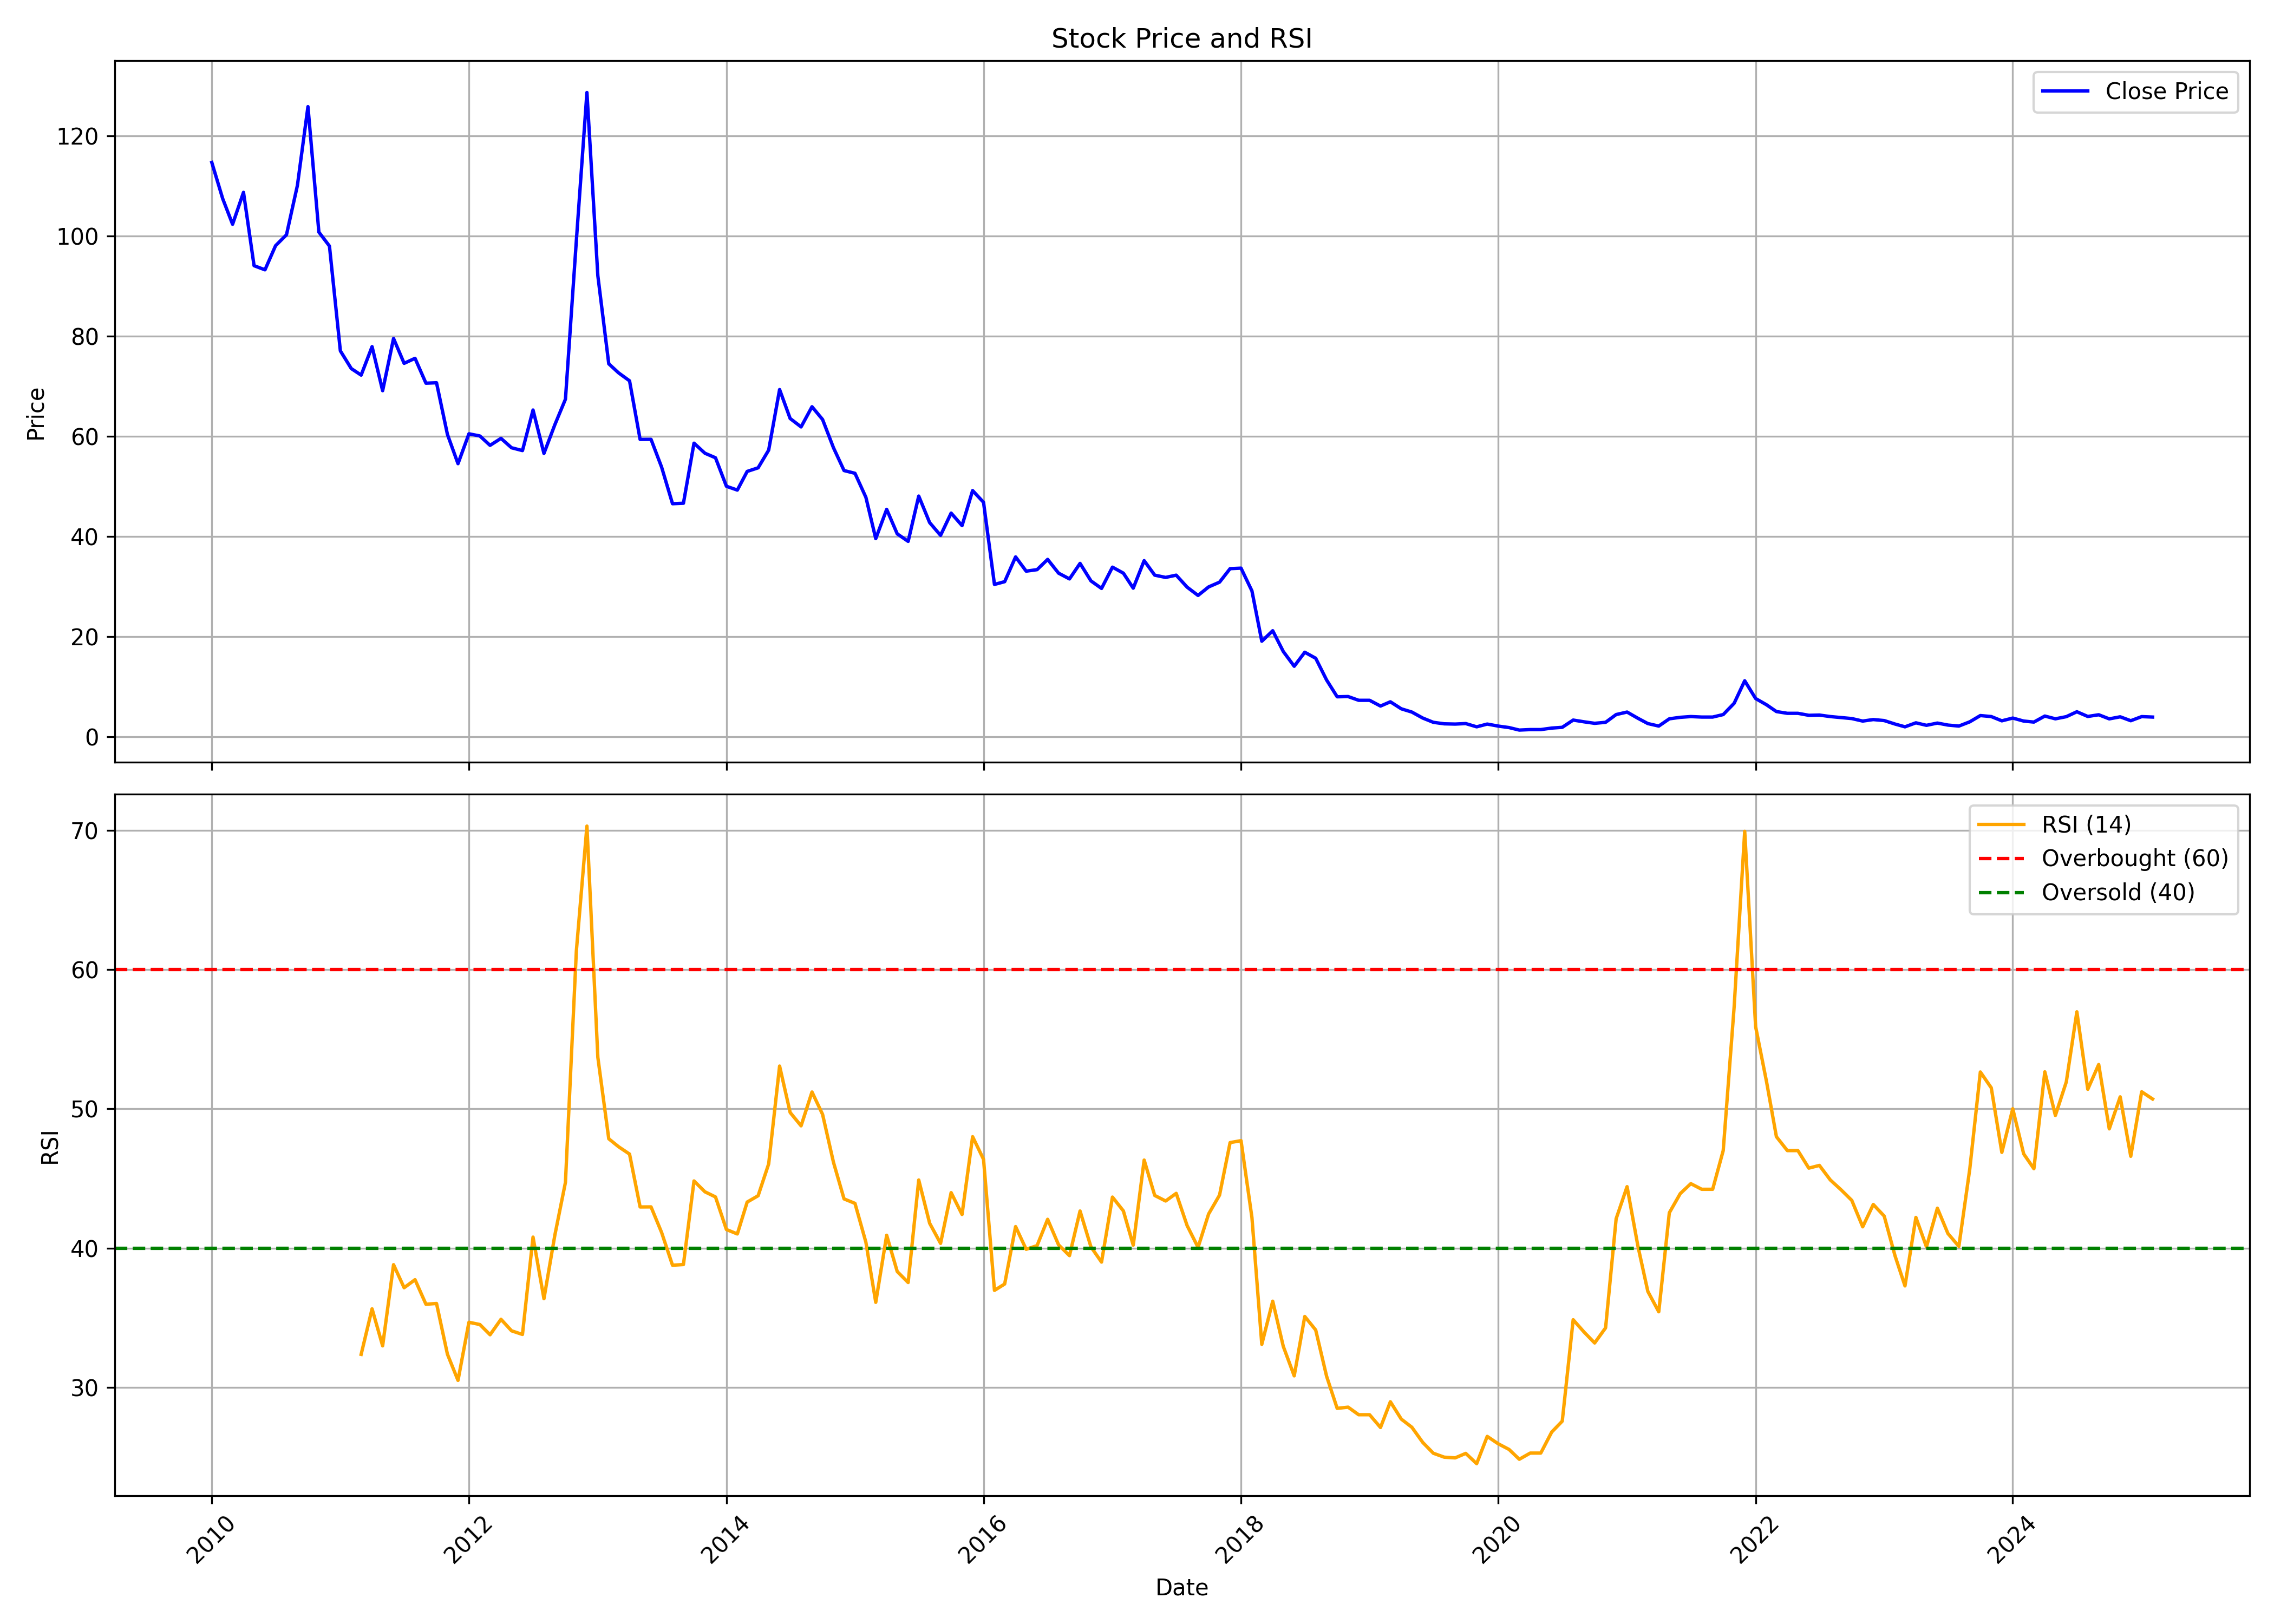 Stock Price and RSI
Close Price
120
100
80
60
40
20
0
Price
RSI (14)
Overbought (60)
Oversold (40)
70
60
50
40
30
RSI
2010
2012
2014
2016
2018
2020
2022
2024
Date